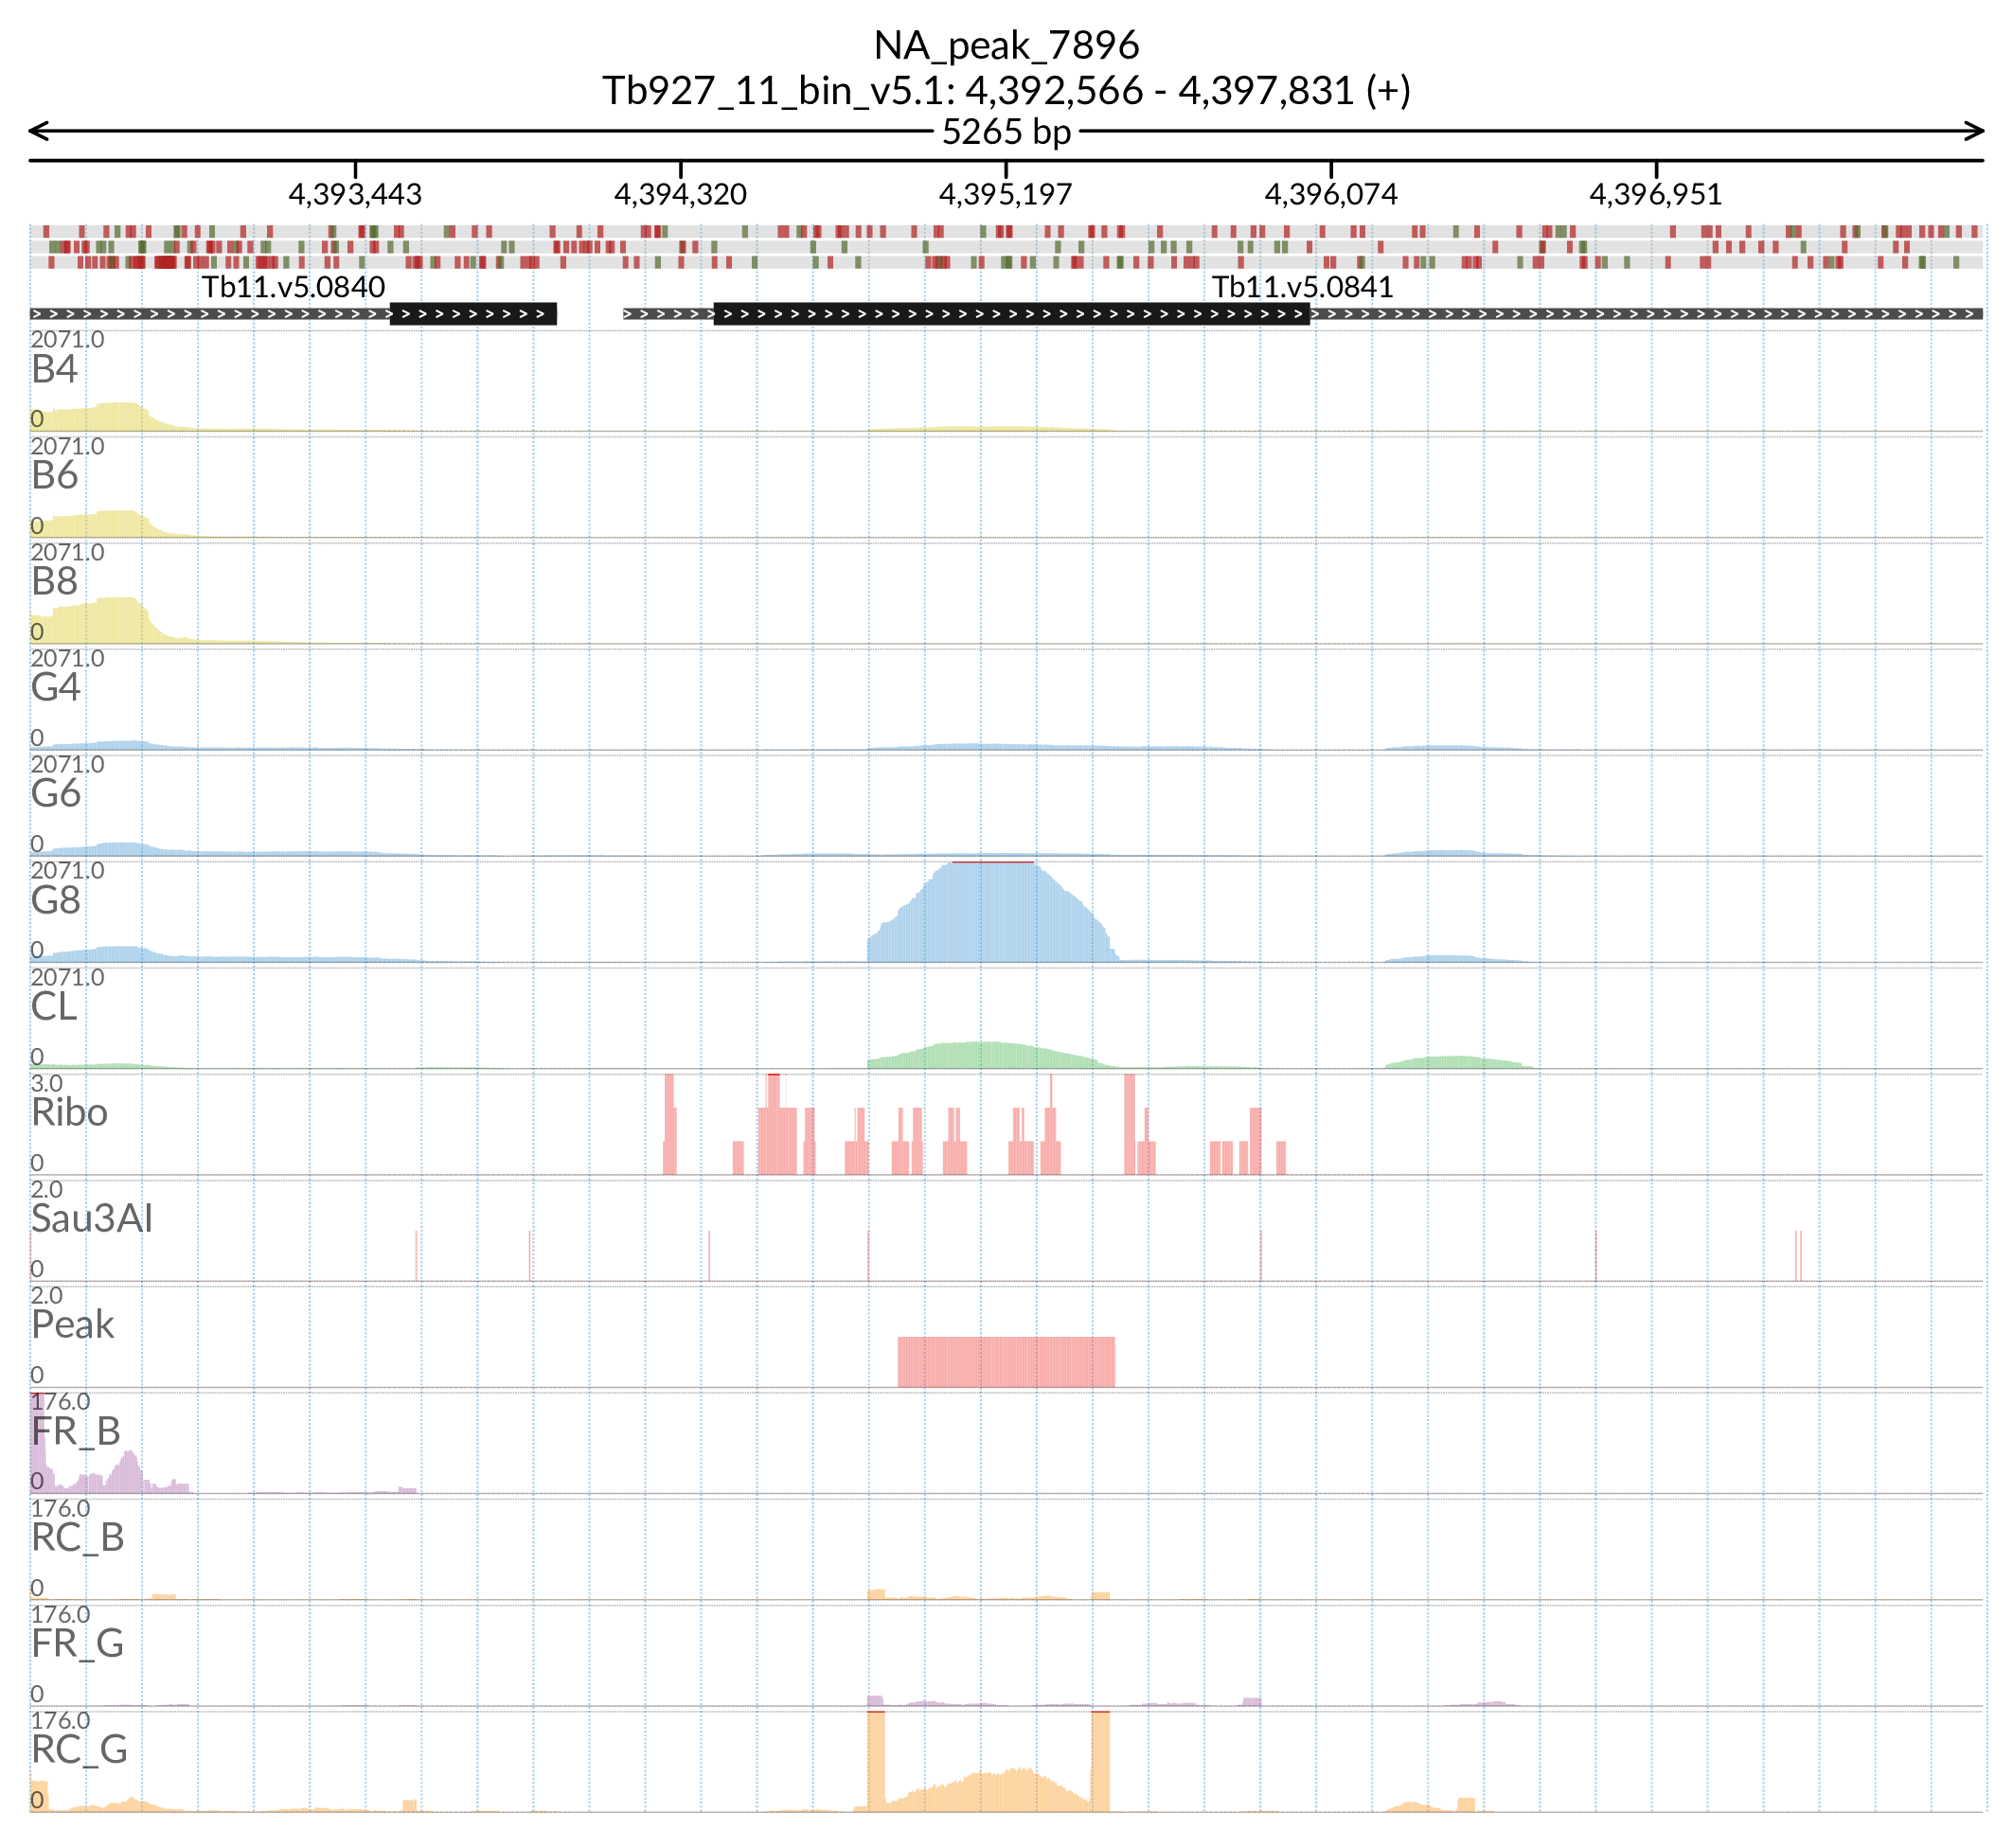 NA_peak_7896
Tb927_11_bin_v5.1: 4,392,566 - 4,397,831 (+)
5265 bp
4,393,443 4,394,320 4,395,197 4,396,074 4,396,951
Tb11.v5.0840 Tb11.v5.0841
2071.0
B4
0
2071.0
B6
0
2071.0
B8
0
2071.0
G4
0
2071.0
G6
0
2071.0
G8
0
2071.0
CL
0
3.0
Ribo
0
2.0
Sau3AI
0
2.0
Peak
0
176.0
FR_B
0
176.0
RC_B
0
176.0
FR_G
0
176.0
RC_G
0